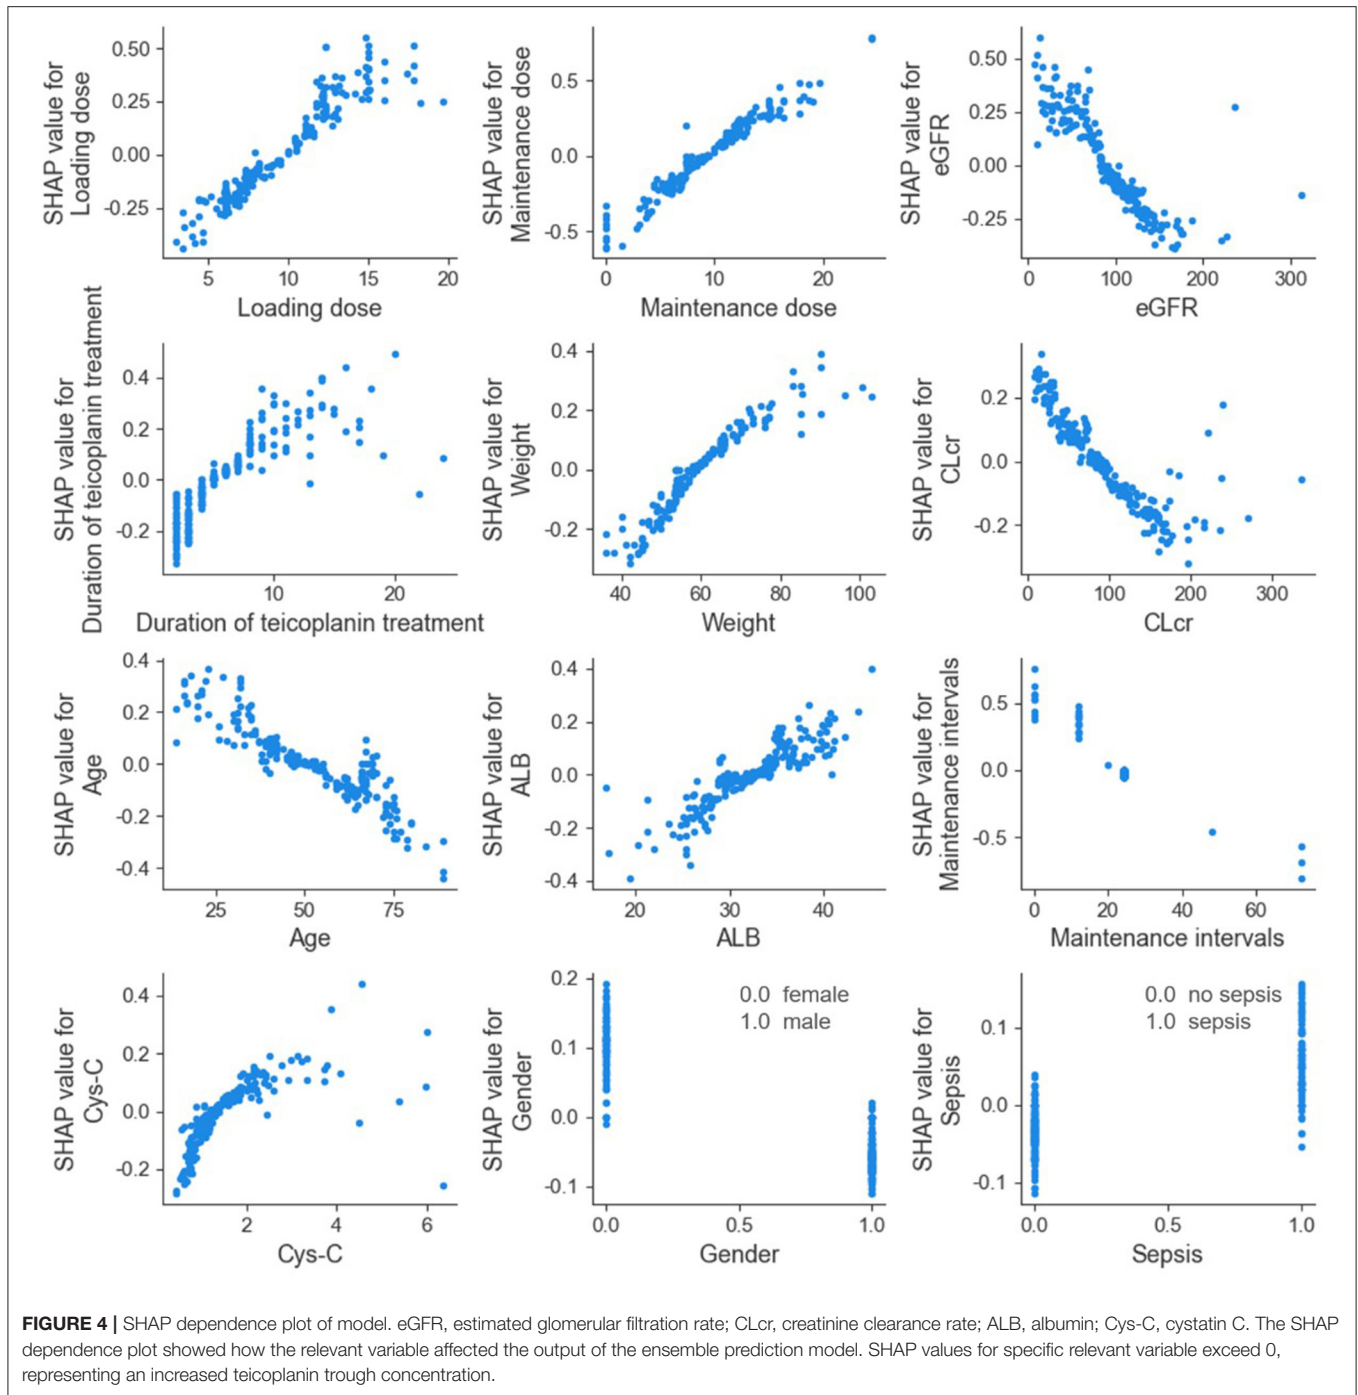 SHAP value for
Loading dose
0.50
0.25
0.00
-0.25
5 10 15 20
Loading dose
SHAP value for
Maintenance dose
0.5
0.0
-0.5
0 10 20
Maintenance dose
SHAP value for
eGFR
0.50
0.25
0.00
-0.25
0 100 200 300
eGFR
SHAP value for
Duration of teicoplanin treatment
0.4
0.2
0.0
-0.2
10 20
Duration of teicoplanin treatment
SHAP value for
Weight
0.4
0.2
0.0
-0.2
40 60 80 100
Weight
SHAP value for
CLcr
0.2
0.0
-0.2
0 100 200 300
CLcr
SHAP value for
Age
0.4
0.2
0.0
-0.2
-0.4
25 50 75
Age
SHAP value for
ALB
0.4
0.2
0.0
-0.2
-0.4
20 30 40
ALB
SHAP value for
Maintenance intervals
0.5
0.0
-0.5
0 20 40 60
Maintenance intervals
SHAP value for
Cys-C
0.4
0.2
0.0
-0.2
2 4 6
Cys-C
SHAP value for
Gender
0.2
0.1
0.0
-0.1
0.0 female
1.0 male
0.0 0.5 1.0
Gender
SHAP value for
Sepsis
0.1
0.0
-0.1
0.0 no sepsis
1.0 sepsis
0.0 0.5 1.0
Sepsis
FIGURE 4 | SHAP dependence plot of model. eGFR, estimated glomerular filtration rate; CLcr, creatinine clearance rate; ALB, albumin; Cys-C, cystatin C. The SHAP
dependence plot showed how the relevant variable affected the output of the ensemble prediction model. SHAP values for specific relevant variable exceed 0,
representing an increased teicoplanin trough concentration.